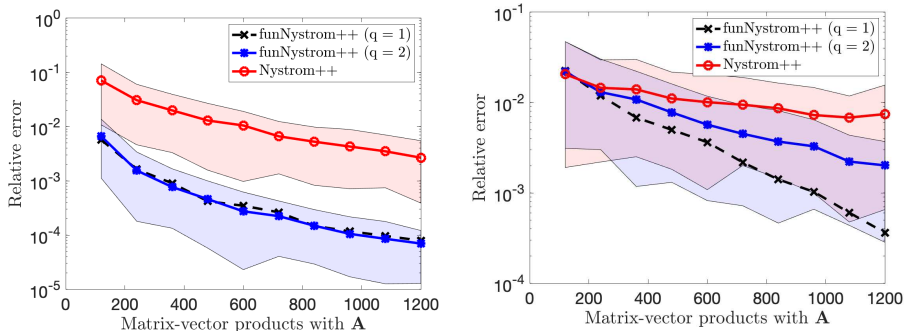 10^0
10^-1
10^-2
10^-3
10^-4
10^-5
Relative error
funNystrom++ (q = 1)
funNystrom++ (q = 2)
Nystrom++
0 200 400 600 800 1000 1200
Matrix-vector products with A
10^-1
10^-2
10^-3
10^-4
Relative error
funNystrom++ (q = 1)
funNystrom++ (q = 2)
Nystrom++
0 200 400 600 800 1000 1200
Matrix-vector products with A